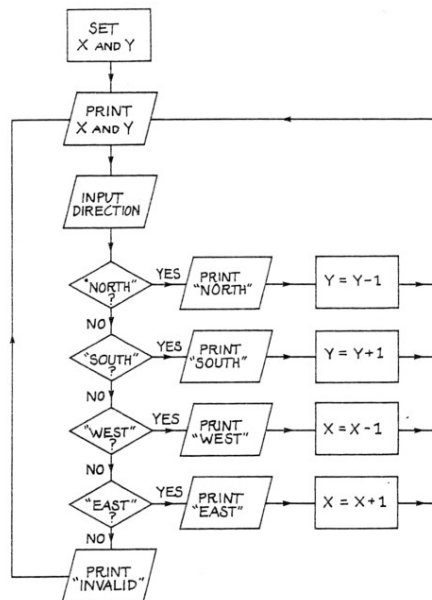 SET
X AND Y
PRINT
X AND Y
INPUT
DIRECTION
"NORTH"
?
YES
PRINT
"NORTH"
Y = Y-1
NO
"SOUTH"
?
YES
PRINT
"SOUTH"
Y = Y+1
NO
"WEST"
?
YES
PRINT
"WEST"
X = X-1
NO
"EAST"
?
YES
PRINT
"EAST"
X = X+1
NO
PRINT
"INVALID"